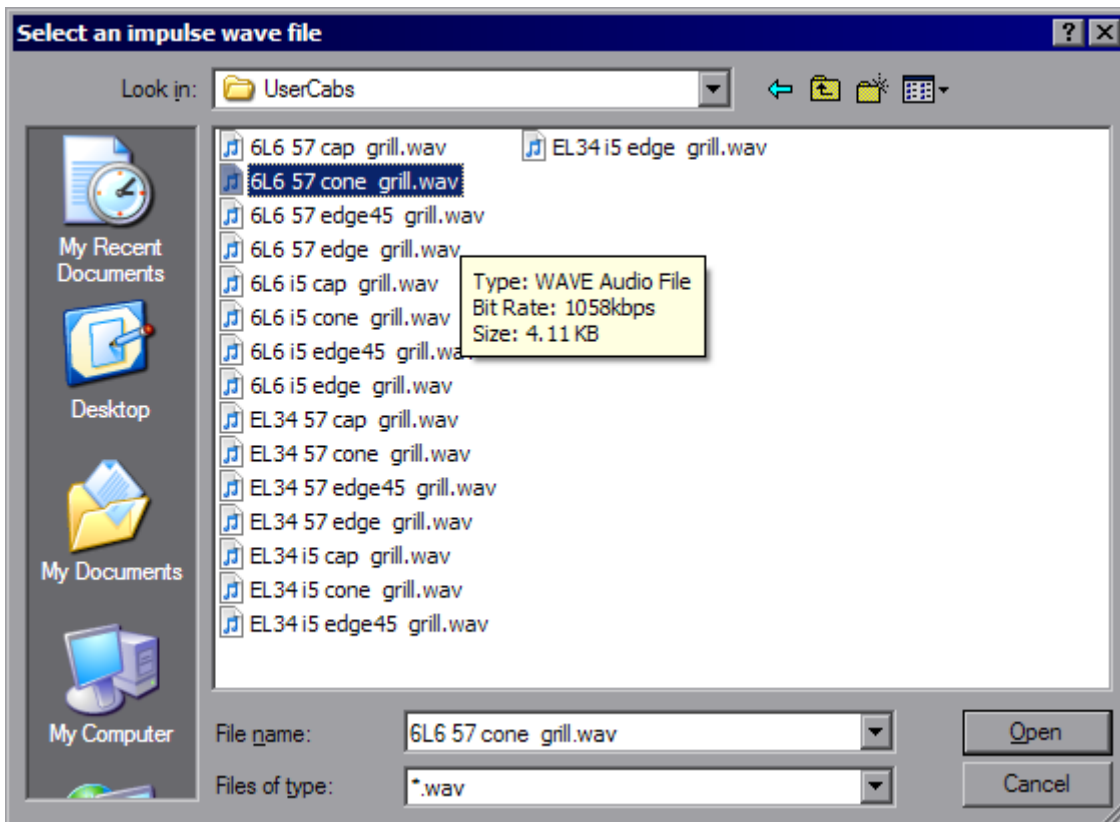 Select an impulse wave file
Look in: UserCabs
6L6 57 cap  grill.wav
6L6 57 cone  grill.wav
6L6 57 edge45  grill.wav
6L6 57 edge  grill.wav
6L6 i5 cap  grill.wav
6L6 i5 cone  grill.wav
6L6 i5 edge45  grill.wav
6L6 i5 edge  grill.wav
EL34 57 cap  grill.wav
EL34 57 cone  grill.wav
EL34 57 edge45  grill.wav
EL34 57 edge  grill.wav
EL34 i5 cap  grill.wav
EL34 i5 cone  grill.wav
EL34 i5 edge45  grill.wav
EL34 i5 edge  grill.wav
Type: WAVE Audio File
Bit Rate: 1058kbps
Size: 4.11 KB
My Recent
Documents
Desktop
My Documents
My Computer
File name: 6L6 57 cone  grill.wav
Open
Files of type: *.wav
Cancel